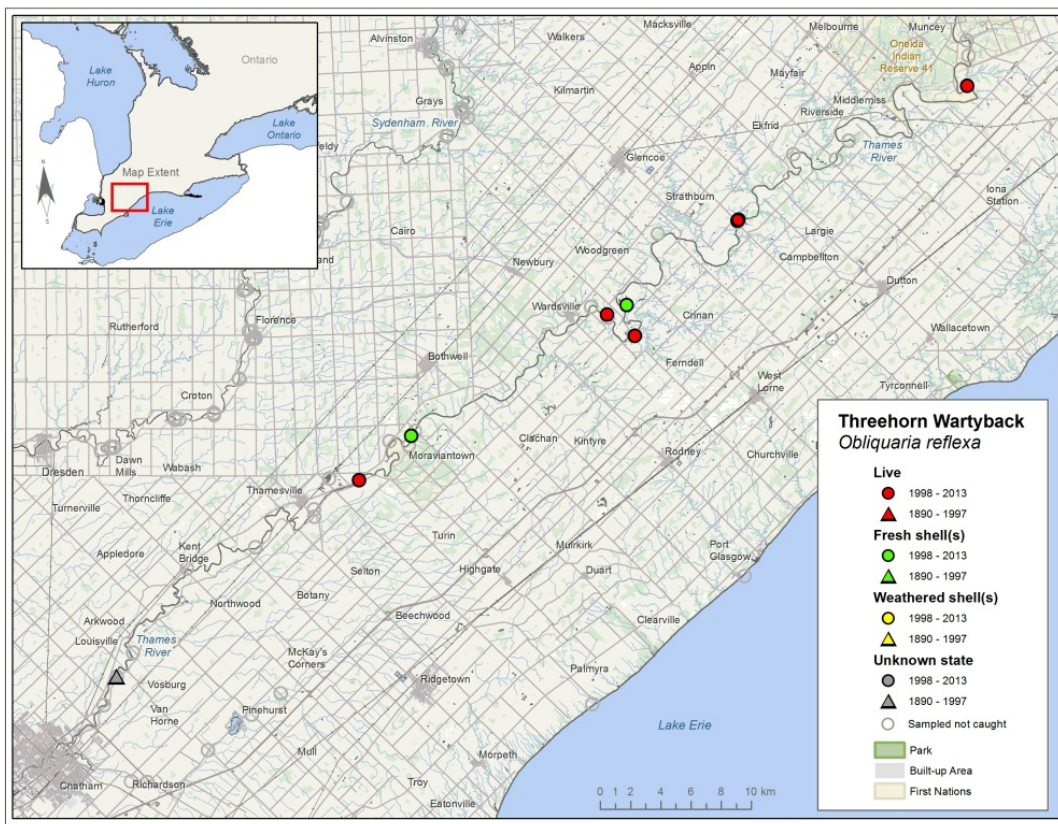 Lake
Huron
Ontario
Lake
Ontario
Map Extent
Lake
Erie
N
S
Alvinston
Walkers
Macksville
Melbourne
Muncey
Appin
Oneida
Indian
Reserve 41
Kilmartin
Mayfair
Grays
Middlemiss
Riverside
Sydenham River
Ekfrid
Thames
River
Glencoe
Iona
Station
Strathburn
Cairo
Largie
Woodgreen
Campbellton
Newbury
Dutton
Wardsville
Crinan
Rutherford
Florence
Wallacetown
Bothwell
Ferndell
West
Lorne
Tyrconnell
Croton
Clachan
Kintyre
Moraviantown
Churchville
Dresden
Dawn
Mills
Wabash
Rodney
Thorncliffe
Thamesville
Turnerville
Turin
Muirkirk
Port
Glasgow
Appledore
Kent
Bridge
Selton
Highgate
Duart
Botany
Northwood
Beechwood
Arkwood
Louisville
Clearville
Thames
River
McKay's
Corners
Palmyra
Vosburg
Ridgetown
Van
Horne
Pinehurst
Lake Erie
Mull
Morpeth
Chatham
Richardson
Troy
Eatonville
0 1 2 4 6 8 10 km
Threehorn Wartyback
Obliquaria reflexa
Live
1998 - 2013
1890 - 1997
Fresh shell(s)
1998 - 2013
1890 - 1997
Weathered shell(s)
1998 - 2013
1890 - 1997
Unknown state
1998 - 2013
1890 - 1997
Sampled not caught
Park
Built-up Area
First Nations